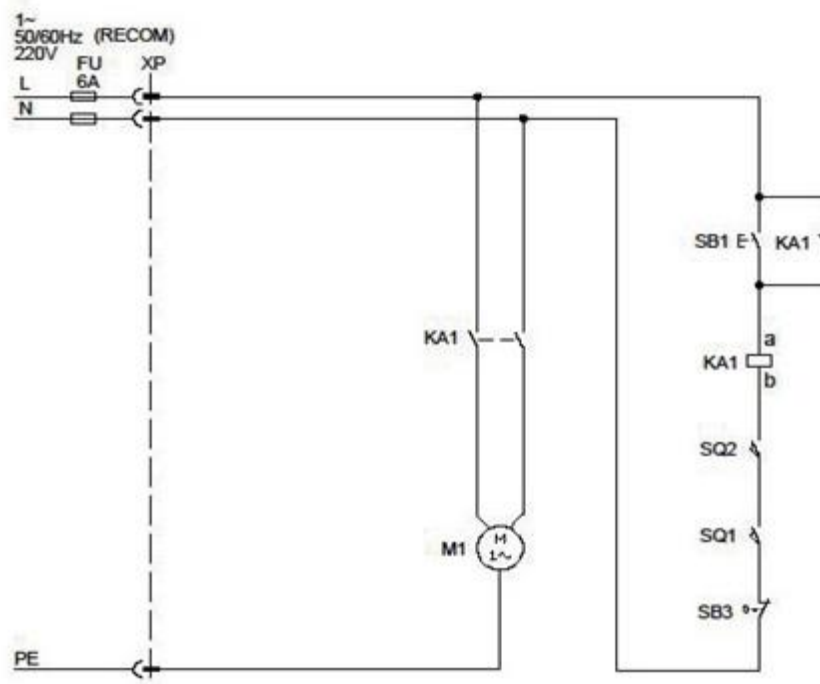 1~
50/60Hz (RECOM)
220V
FU XP
L 6A
N
SB1 KA1
KA1
a
KA1
b
SQ2
SQ1
M1 M
1~
SB3
PE